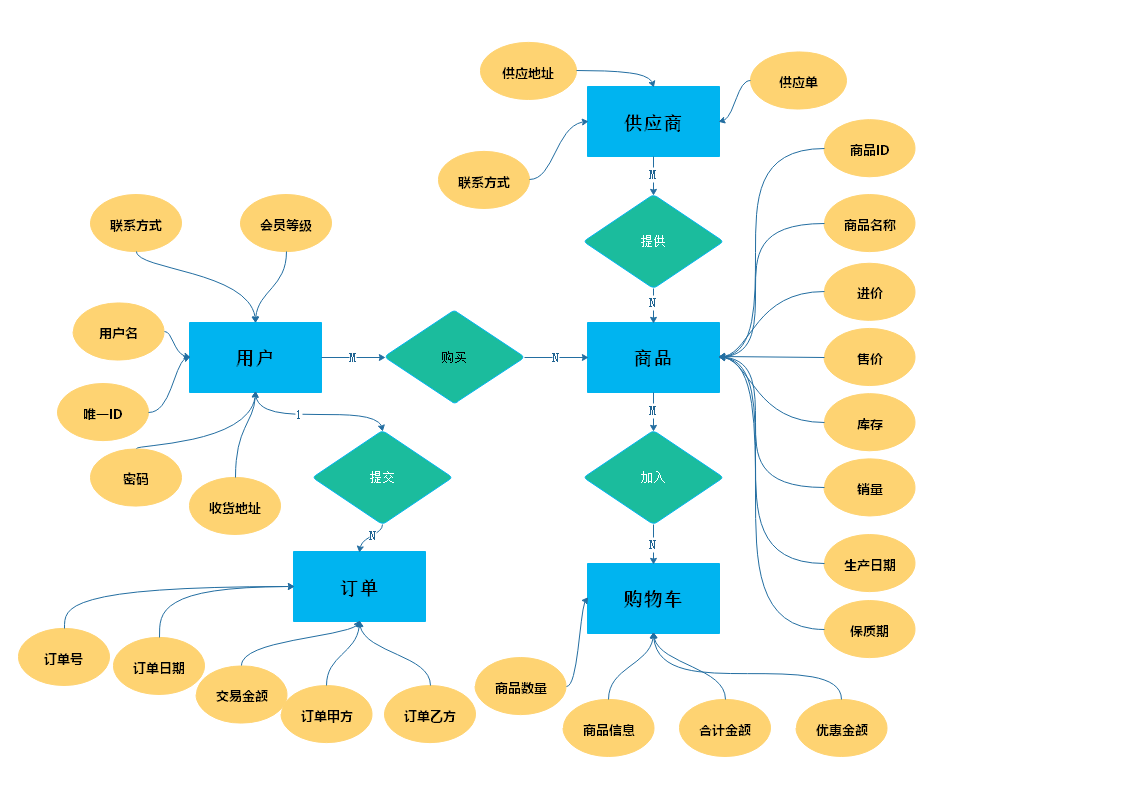 供应地址
供应单
供应商
商品ID
联系方式
M
商品名称
联系方式
会员等级
提供
进价
N
用户名
用户
M
购买
N
商品
售价
唯一ID
1
M
库存
密码
提交
加入
销量
收货地址
N
N
生产日期
订单
购物车
保质期
订单号
订单日期
交易金额
订单甲方
订单乙方
商品数量
商品信息
合计金额
优惠金额